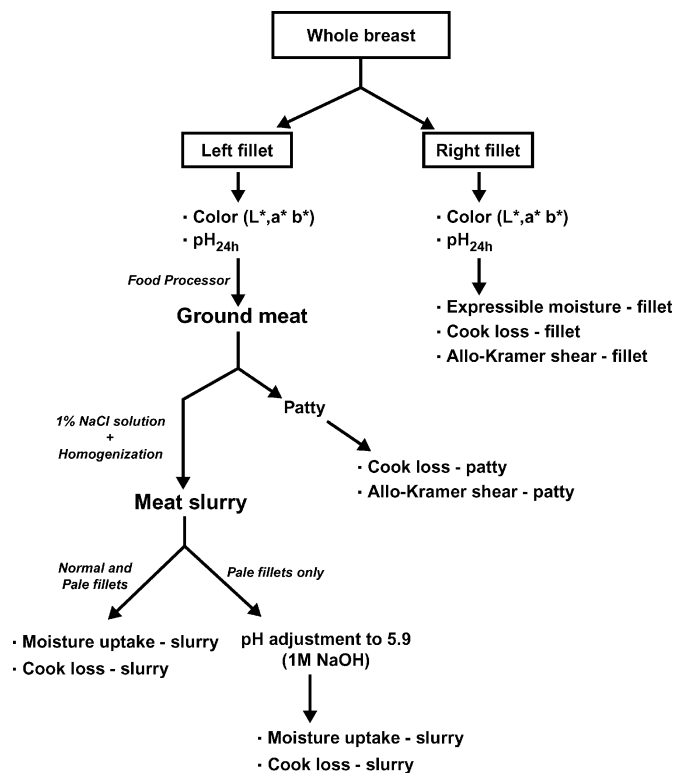 Whole breast
Left fillet
Right fillet
· Color (L*,a* b*)
· pH24h
· Color (L*,a* b*)
· pH24h
Food Processor
Ground meat
· Expressible moisture - fillet
· Cook loss - fillet
· Allo-Kramer shear - fillet
1% NaCl solution
+
Homogenization
Patty
· Cook loss - patty
· Allo-Kramer shear - patty
Meat slurry
Normal and
Pale fillets
Pale fillets only
· Moisture uptake - slurry
· Cook loss - slurry
pH adjustment to 5.9
(1M NaOH)
· Moisture uptake - slurry
· Cook loss - slurry